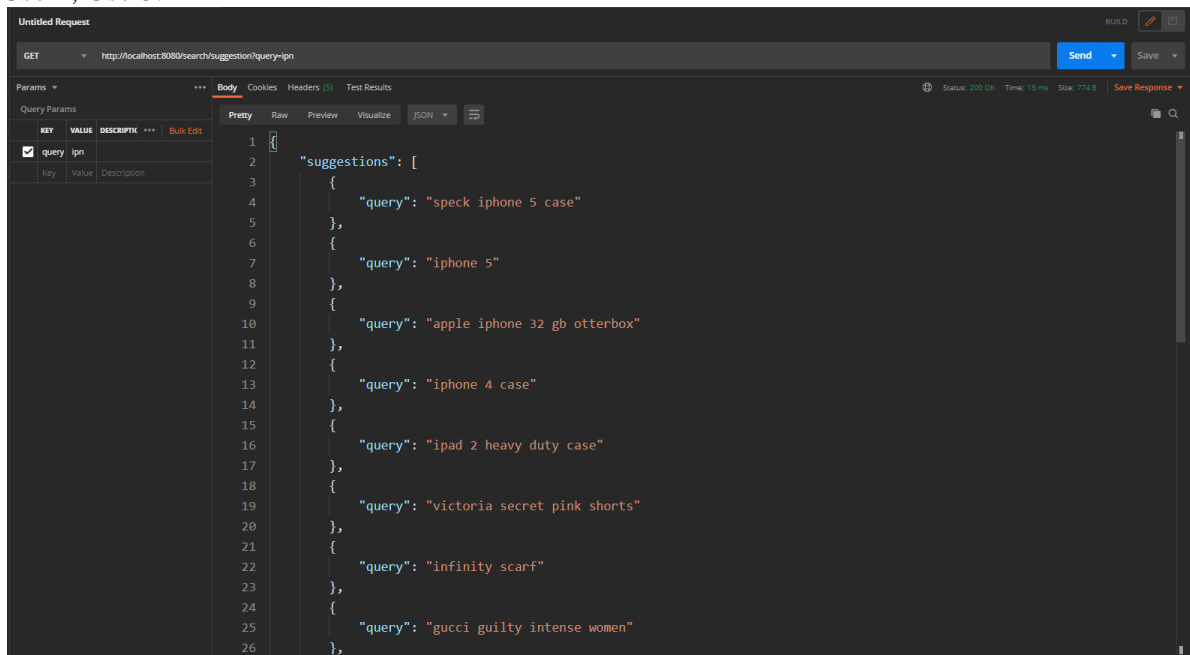 Untitled Request
BUILD
GET http://localhost:8080/search/suggestion?query=ipn Send Save
Params Body Cookies Headers (5) Test Results Status: 200 OK Time: 15 ms Size: 774 B Save Response
Query Params
Pretty Raw Preview Visualize JSON
KEY VALUE DESCRIPTIC Bulk Edit
query ipn
Key Value Description
1 {
2 "suggestions": [
3 {
4 "query": "speck iphone 5 case"
5 },
6 {
7 "query": "iphone 5"
8 },
9 {
10 "query": "apple iphone 32 gb otterbox"
11 },
12 {
13 "query": "iphone 4 case"
14 },
15 {
16 "query": "ipad 2 heavy duty case"
17 },
18 {
19 "query": "victoria secret pink shorts"
20 },
21 {
22 "query": "infinity scarf"
23 },
24 {
25 "query": "gucci guilty intense women"
26 },